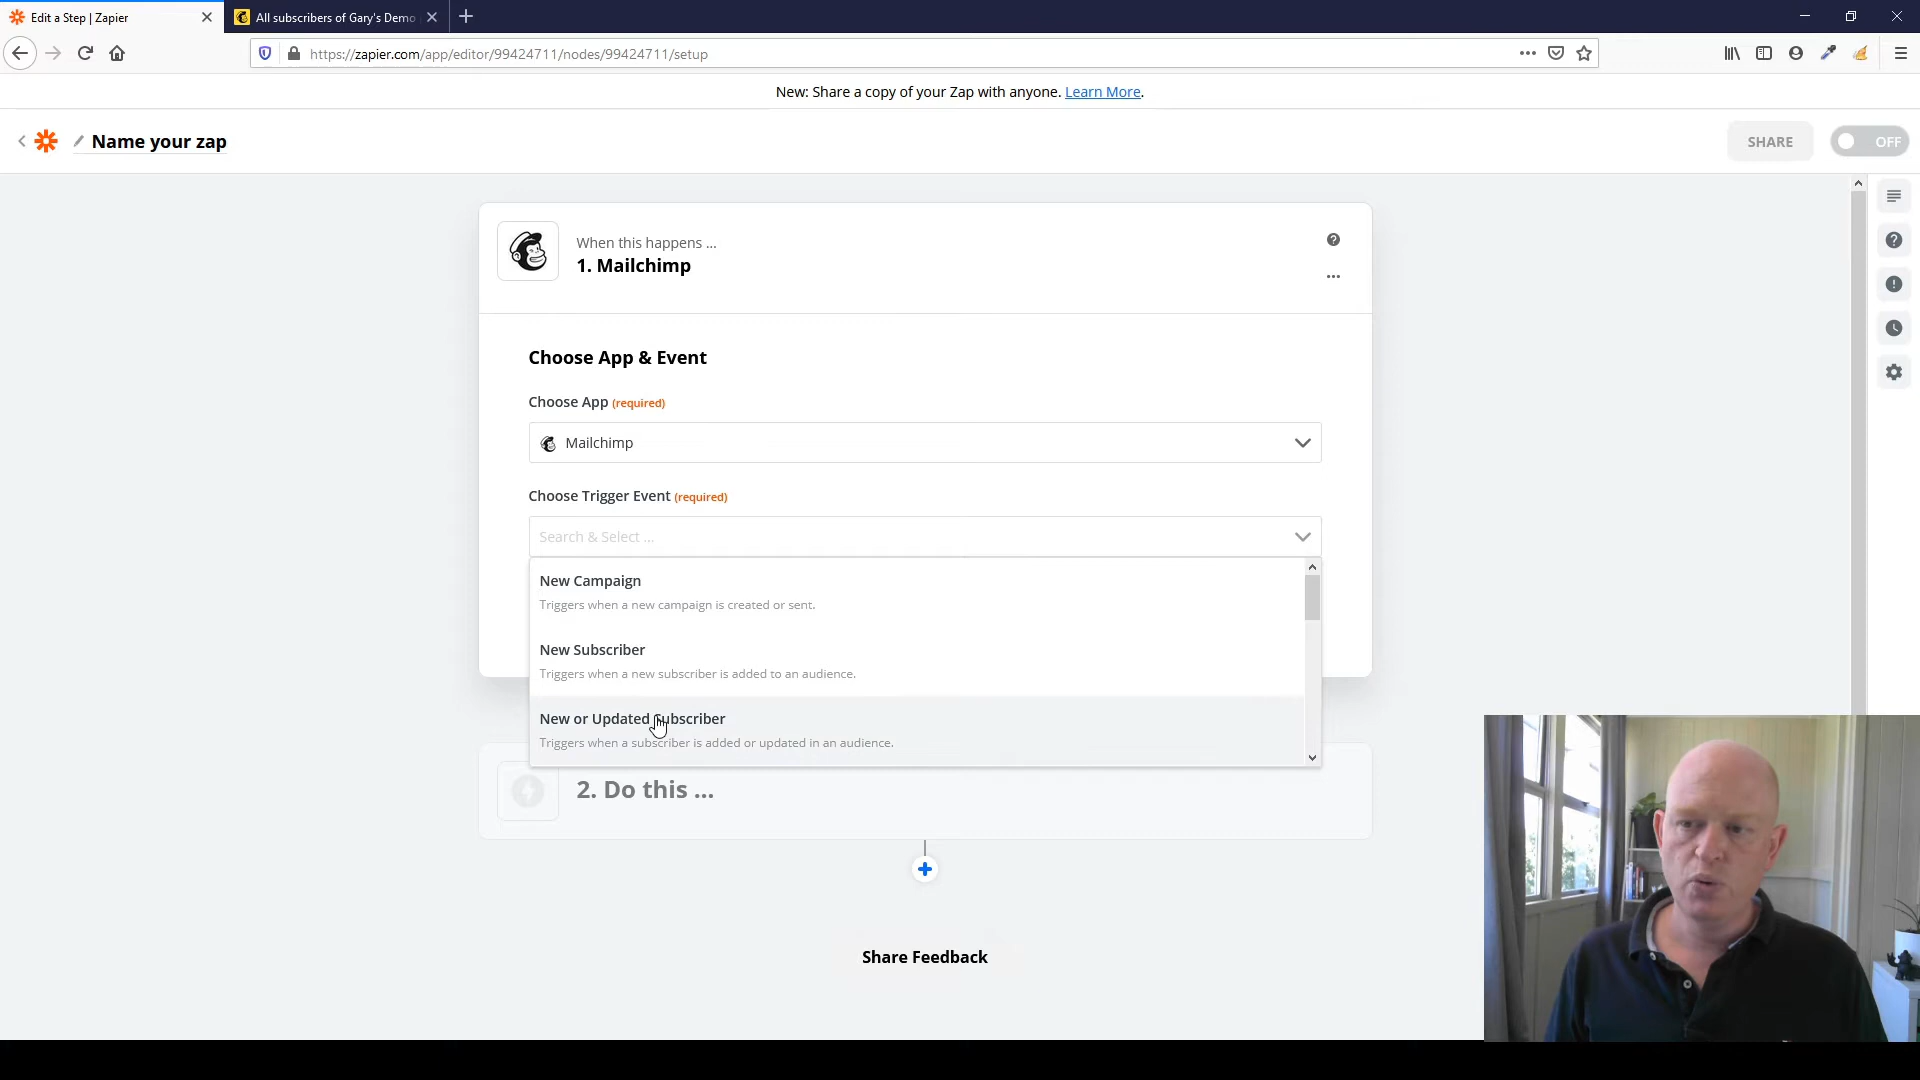 Edit a Step | Zapier
All subscribers of Gary's Demo
https://zapier.com/app/editor/99424711/nodes/99424711/setup
New: Share a copy of your Zap with anyone. Learn More.
Name your zap
SHARE
OFF
When this happens ...
1. Mailchimp
Choose App & Event
Choose App (required)
Mailchimp
Choose Trigger Event (required)
Search & Select ...
New Campaign
Triggers when a new campaign is created or sent.
New Subscriber
Triggers when a new subscriber is added to an audience.
New or Updated Subscriber
Triggers when a subscriber is added or updated in an audience.
2. Do this ...
Share Feedback